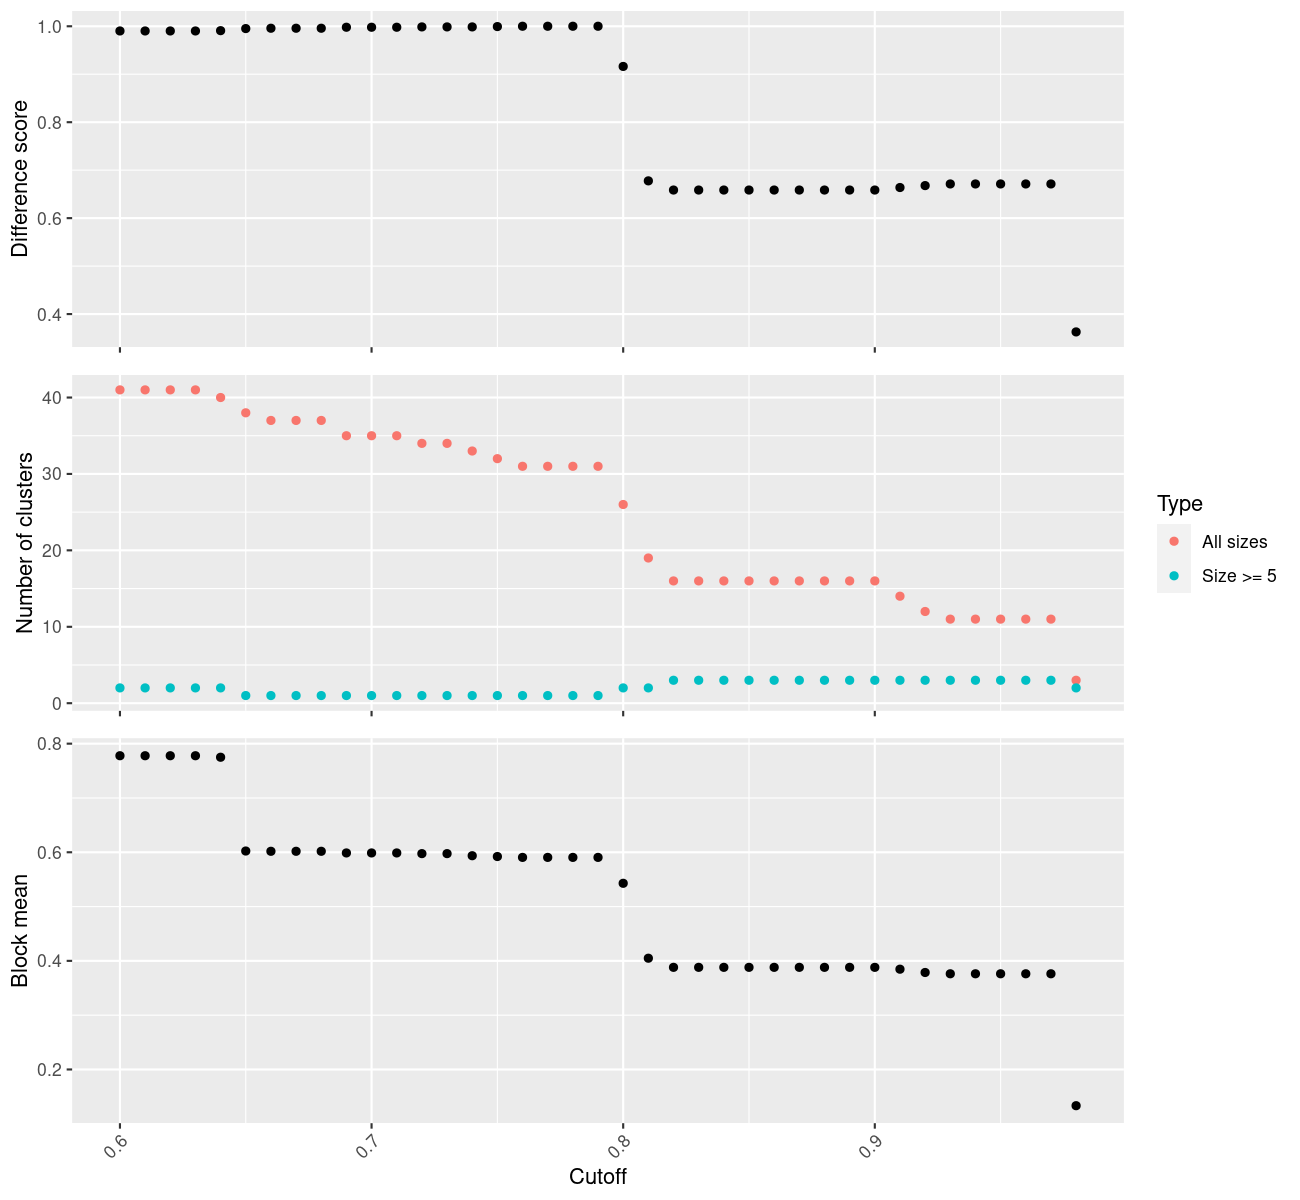 Difference score
1.0
0.8
0.6
0.4
Number of clusters
40
30
20
10
0
Type
All sizes
Size >= 5
Block mean
0.8
0.6
0.4
0.2
0.6 0.7 0.8 0.9
Cutoff